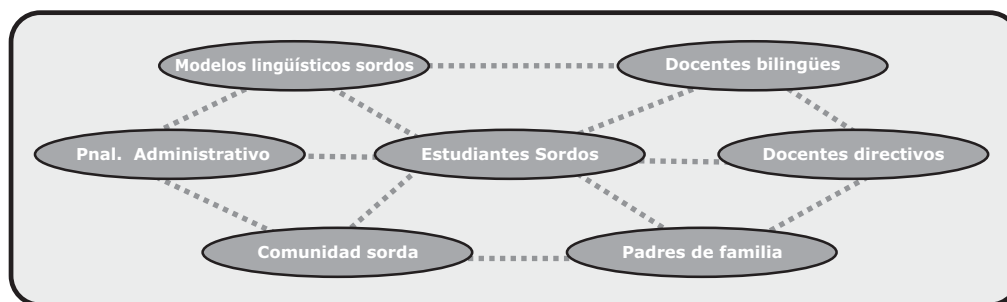 Modelos lingüísticos sordos
Docentes bilingües
Pnal. Administrativo
Estudiantes Sordos
Docentes directivos
Comunidad sorda
Padres de familia